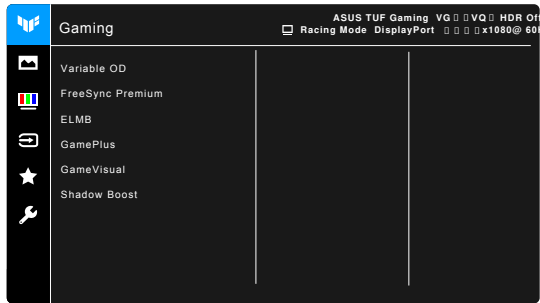 Gaming
ASUS TUF Gaming VG▯▯VQ▯ HDR Off
Racing Mode DisplayPort ▯▯▯▯x1080@ 60H
Variable OD
FreeSync Premium
ELMB
GamePlus
GameVisual
Shadow Boost